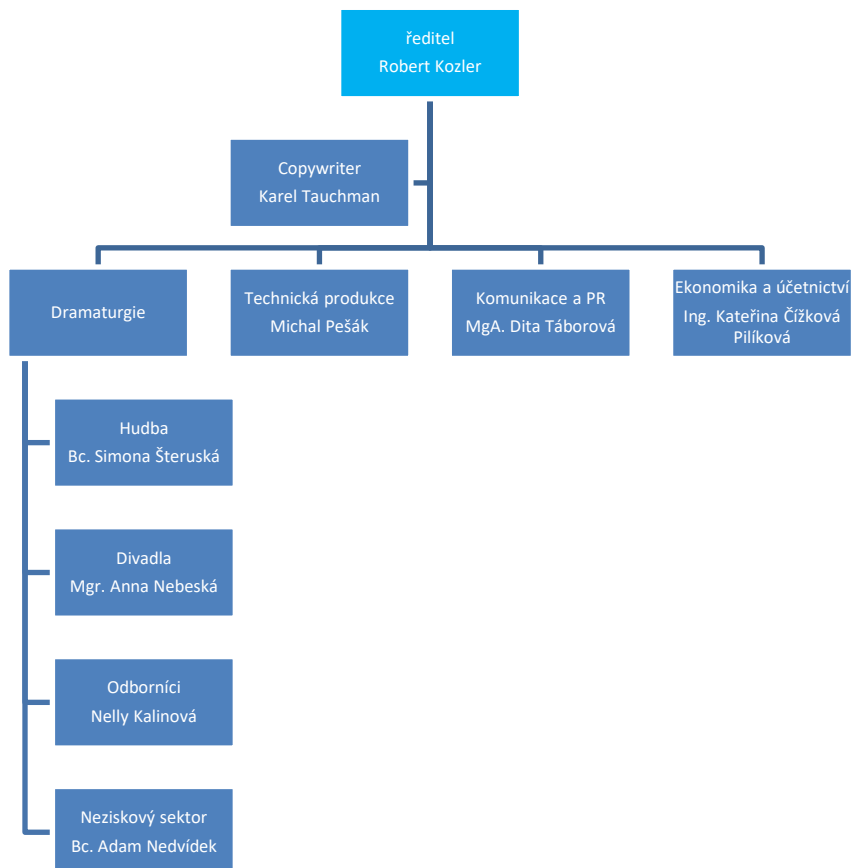 ředitel
Robert Kozler
Copywriter
Karel Tauchman
Dramaturgie
Technická produkce
Michal Pešák
Komunikace a PR
MgA. Dita Táborová
Ekonomika a účetnictví
Ing. Kateřina Čížková
Pilíková
Hudba
Bc. Simona Šteruská
Divadla
Mgr. Anna Nebeská
Odborníci
Nelly Kalinová
Neziskový sektor
Bc. Adam Nedvídek